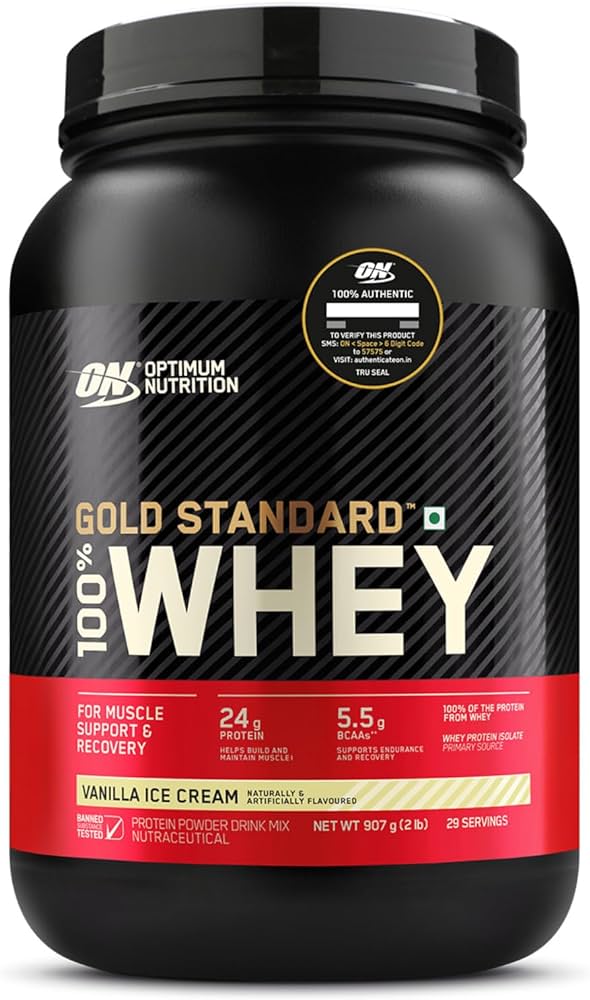 ON
100% AUTHENTIC
TO VERIFY THIS PRODUCT
SMS: ON < Space > 6 Digit Code
to 57575 or
VISIT: authenticateon.in
TRU SEAL
ON® OPTIMUM
NUTRITION
GOLD STANDARD™
100% WHEY
FOR MUSCLE
SUPPORT &
RECOVERY
24 g
PROTEIN
HELPS BUILD AND
MAINTAIN MUSCLE‡
5.5 g
BCAAs**
SUPPORTS ENDURANCE
AND RECOVERY
100% OF THE PROTEIN
FROM WHEY
WHEY PROTEIN ISOLATE
PRIMARY SOURCE
VANILLA ICE CREAM
NATURALLY &
ARTIFICIALLY FLAVOURED
BANNED
SUBSTANCE
TESTED
PROTEIN POWDER DRINK MIX
NUTRACEUTICAL
NET WT 907 g (2 lb)
29 SERVINGS